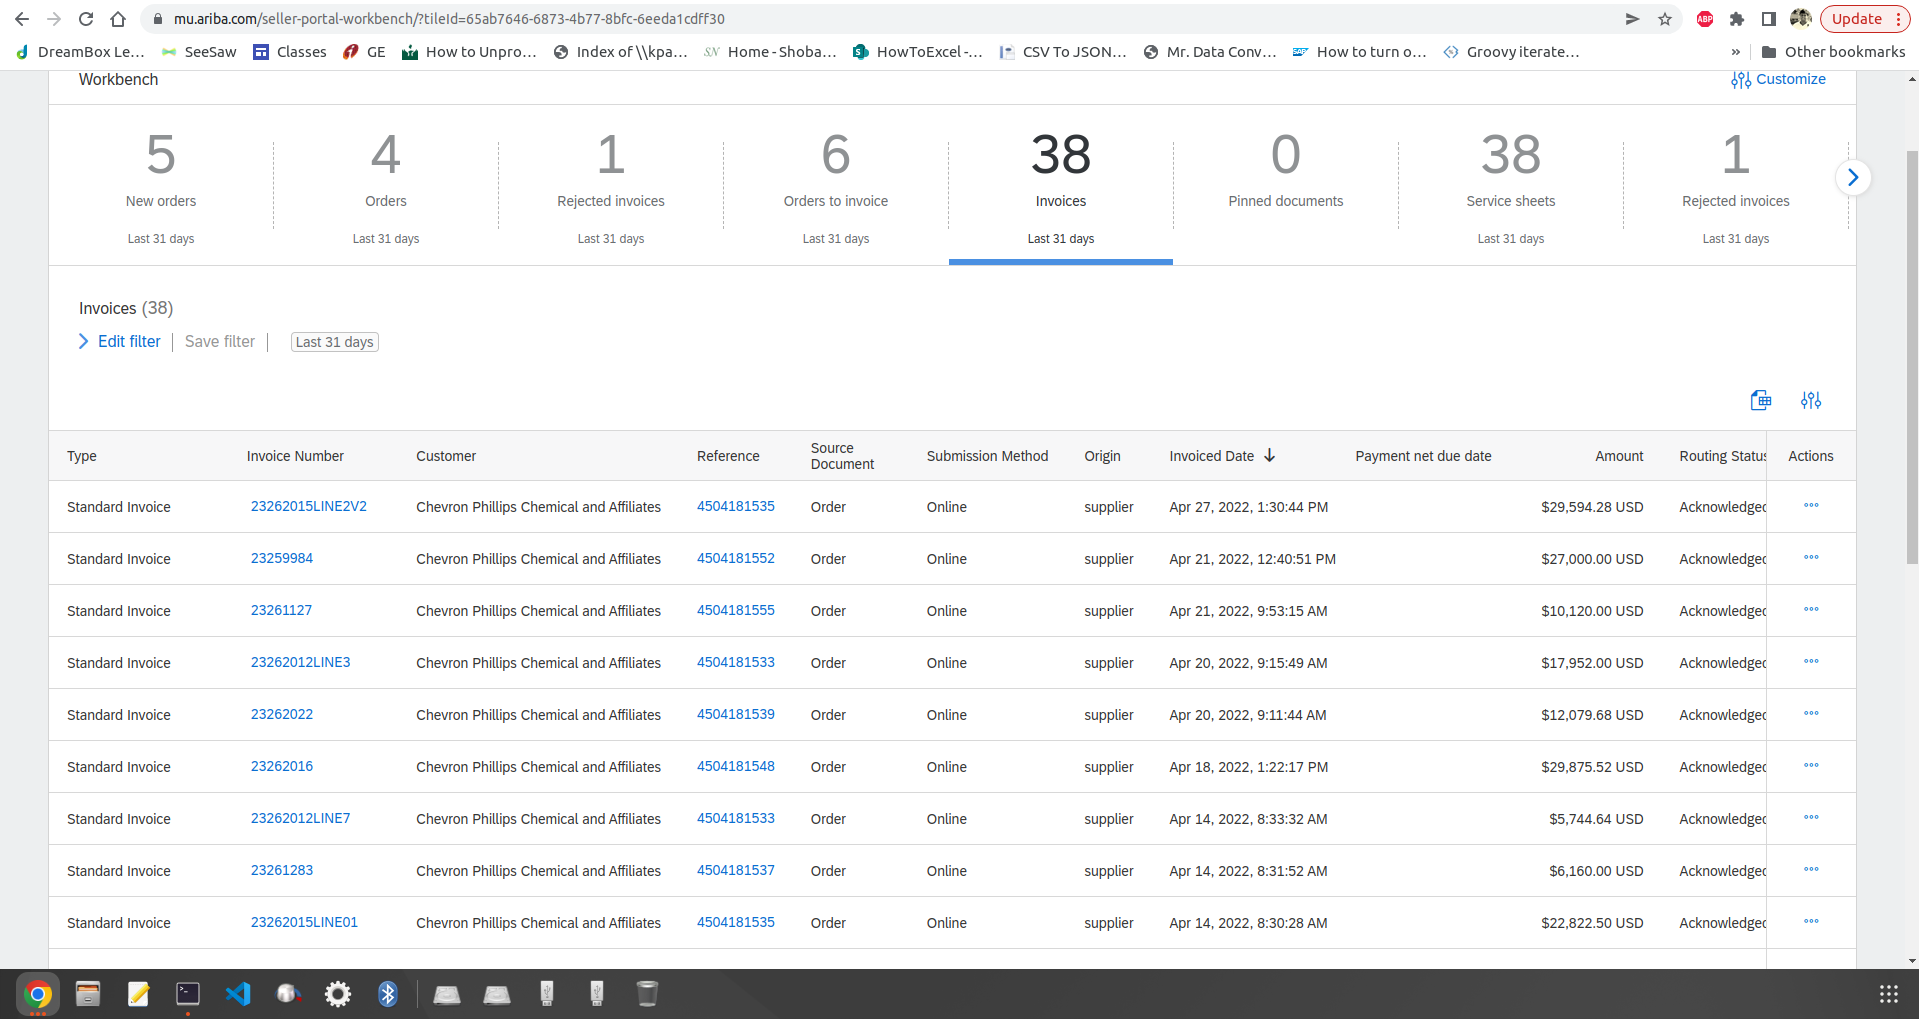 mu.ariba.com/seller-portal-workbench/?tileId=65ab7646-6873-4b77-8bfc-6eeda1cdff30 ABP Update
DreamBox Le... SeeSaw Classes GE How to Unpro... Index of \\kpa... SN Home - Shoba... HowToExcel -... CSV To JSON... Mr. Data Conv... How to turn o... Groovy iterate... » Other bookmarks
Workbench Customize
5 4 1 6 38 0 38 1
New orders Orders Rejected invoices Orders to invoice Invoices Pinned documents Service sheets Rejected invoices
Last 31 days Last 31 days Last 31 days Last 31 days Last 31 days Last 31 days Last 31 days
Invoices (38)
Edit filter Save filter Last 31 days
Type Invoice Number Customer Reference Source Document Submission Method Origin Invoiced Date Payment net due date Amount Routing Status Actions
Standard Invoice 23262015LINE2V2 Chevron Phillips Chemical and Affiliates 4504181535 Order Online supplier Apr 27, 2022, 1:30:44 PM $29,594.28 USD Acknowledged
Standard Invoice 23259984 Chevron Phillips Chemical and Affiliates 4504181552 Order Online supplier Apr 21, 2022, 12:40:51 PM $27,000.00 USD Acknowledged
Standard Invoice 23261127 Chevron Phillips Chemical and Affiliates 4504181555 Order Online supplier Apr 21, 2022, 9:53:15 AM $10,120.00 USD Acknowledged
Standard Invoice 23262012LINE3 Chevron Phillips Chemical and Affiliates 4504181533 Order Online supplier Apr 20, 2022, 9:15:49 AM $17,952.00 USD Acknowledged
Standard Invoice 23262022 Chevron Phillips Chemical and Affiliates 4504181539 Order Online supplier Apr 20, 2022, 9:11:44 AM $12,079.68 USD Acknowledged
Standard Invoice 23262016 Chevron Phillips Chemical and Affiliates 4504181548 Order Online supplier Apr 18, 2022, 1:22:17 PM $29,875.52 USD Acknowledged
Standard Invoice 23262012LINE7 Chevron Phillips Chemical and Affiliates 4504181533 Order Online supplier Apr 14, 2022, 8:33:32 AM $5,744.64 USD Acknowledged
Standard Invoice 23261283 Chevron Phillips Chemical and Affiliates 4504181537 Order Online supplier Apr 14, 2022, 8:31:52 AM $6,160.00 USD Acknowledged
Standard Invoice 23262015LINE01 Chevron Phillips Chemical and Affiliates 4504181535 Order Online supplier Apr 14, 2022, 8:30:28 AM $22,822.50 USD Acknowledged